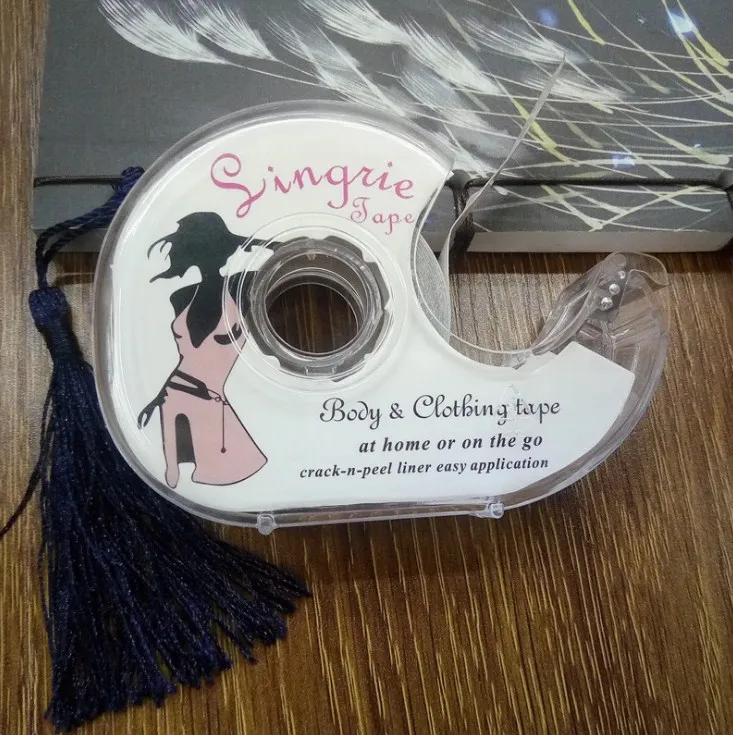 Lingrie
Tape
Body & Clothing tape
at home or on the go
crack-n-peel liner easy application